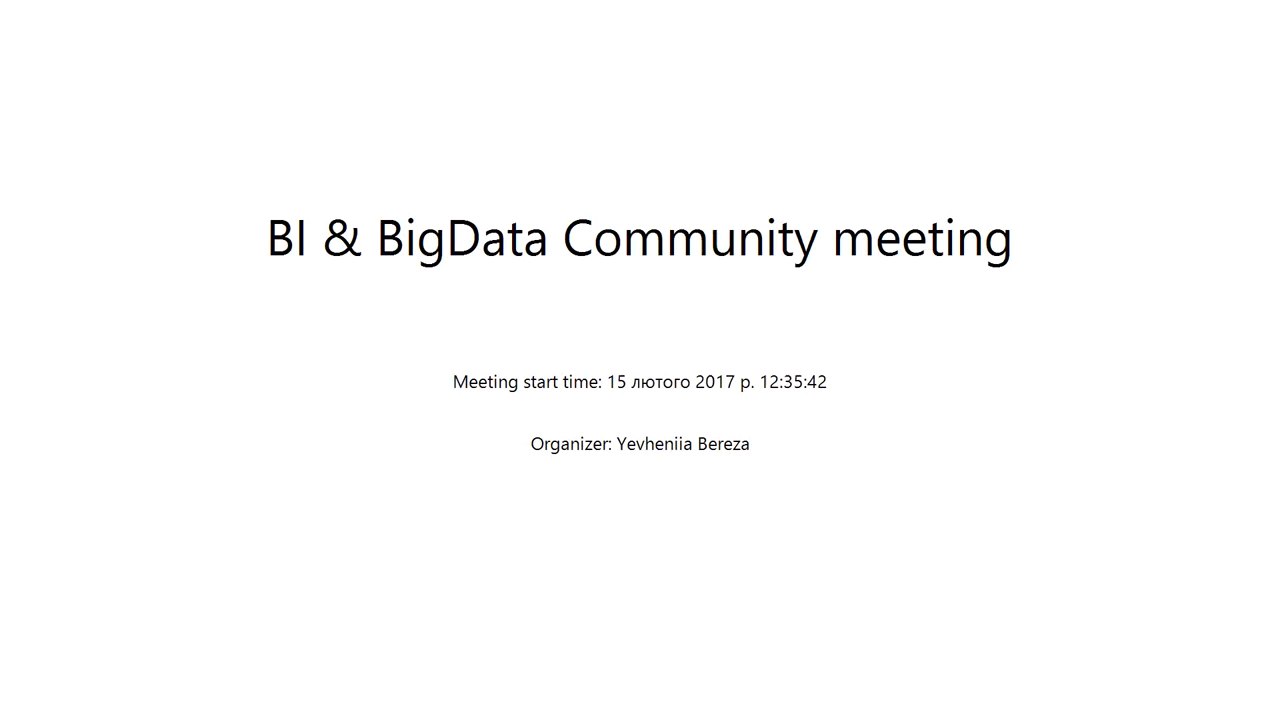 BI & BigData Community meeting
Meeting start time: 15 лютого 2017 р. 12:35:42
Organizer: Yevheniia Bereza